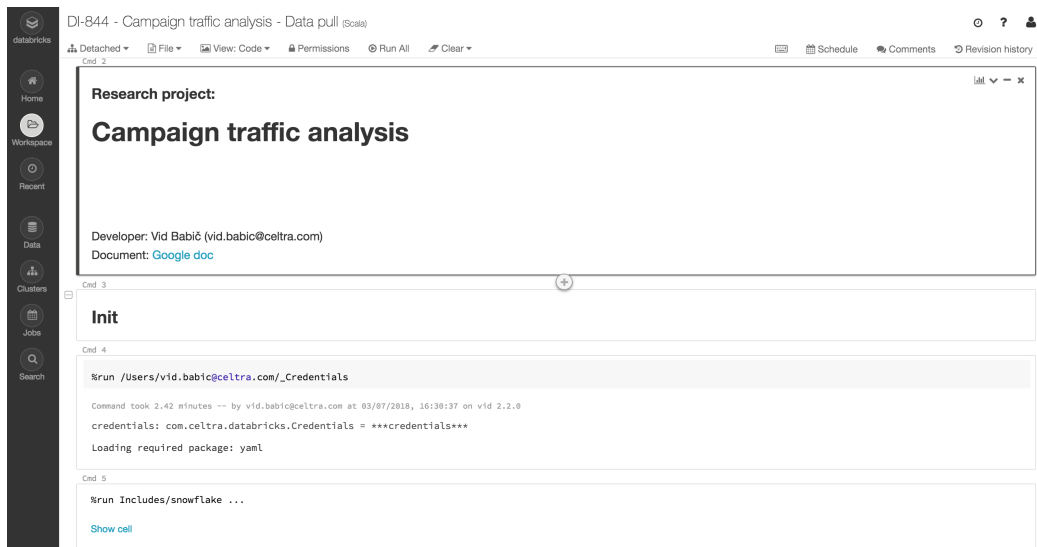 DI-844 - Campaign traffic analysis - Data pull (Scala)
?
databricks
Detached File View: Code Permissions Run All Clear Schedule Comments Revision history
Cmd 2
Home
Workspace
Recent
Data
Clusters
Jobs
Search
Research project:
Campaign traffic analysis
Developer: Vid Babič (vid.babic@celtra.com)
Document: Google doc
Cmd 3
Init
Cmd 4
%run /Users/vid.babic@celtra.com/_Credentials
Command took 2.42 minutes -- by vid.babic@celtra.com at 03/07/2018, 16:30:37 on vid 2.2.0
credentials: com.celtra.databricks.Credentials = ***credentials***
Loading required package: yaml
Cmd 5
%run Includes/snowflake ...
Show cell